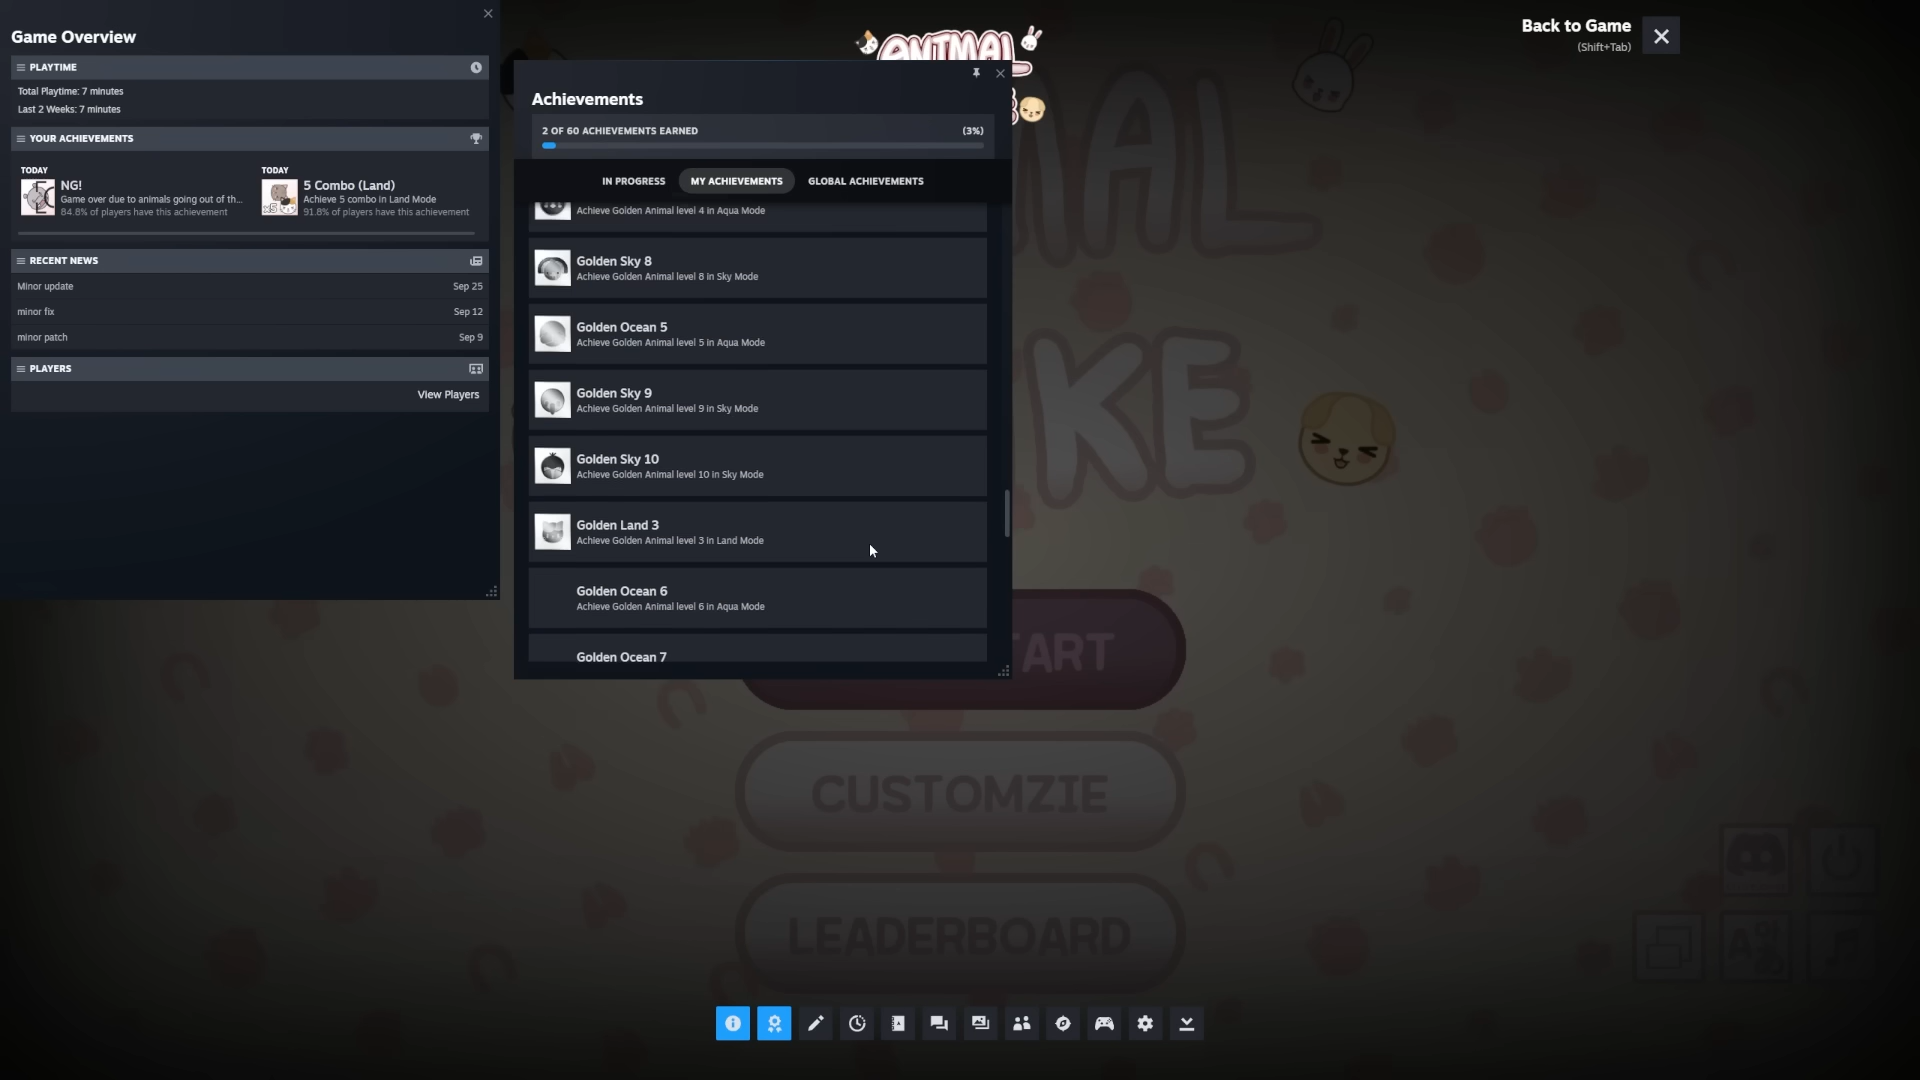 Game Overview
PLAYTIME
Total Playtime: 7 minutes
Last 2 Weeks: 7 minutes
YOUR ACHIEVEMENTS
TODAY
NG!
Game over due to animals going out of th...
84.8% of players have this achievement
TODAY
5 Combo (Land)
Achieve 5 combo in Land Mode
91.8% of players have this achievement
RECENT NEWS
Minor update
Sep 25
minor fix
Sep 12
minor patch
Sep 9
PLAYERS
View Players
ANIMAL
Back to Game
(Shift+Tab)
Achievements
2 OF 60 ACHIEVEMENTS EARNED
(3%)
IN PROGRESS
MY ACHIEVEMENTS
GLOBAL ACHIEVEMENTS
Achieve Golden Animal level 4 in Aqua Mode
Golden Sky 8
Achieve Golden Animal level 8 in Sky Mode
Golden Ocean 5
Achieve Golden Animal level 5 in Aqua Mode
Golden Sky 9
Achieve Golden Animal level 9 in Sky Mode
Golden Sky 10
Achieve Golden Animal level 10 in Sky Mode
Golden Land 3
Achieve Golden Animal level 3 in Land Mode
Golden Ocean 6
Achieve Golden Animal level 6 in Aqua Mode
Golden Ocean 7
MAL
KE
ART
CUSTOMZIE
LEADERBOARD